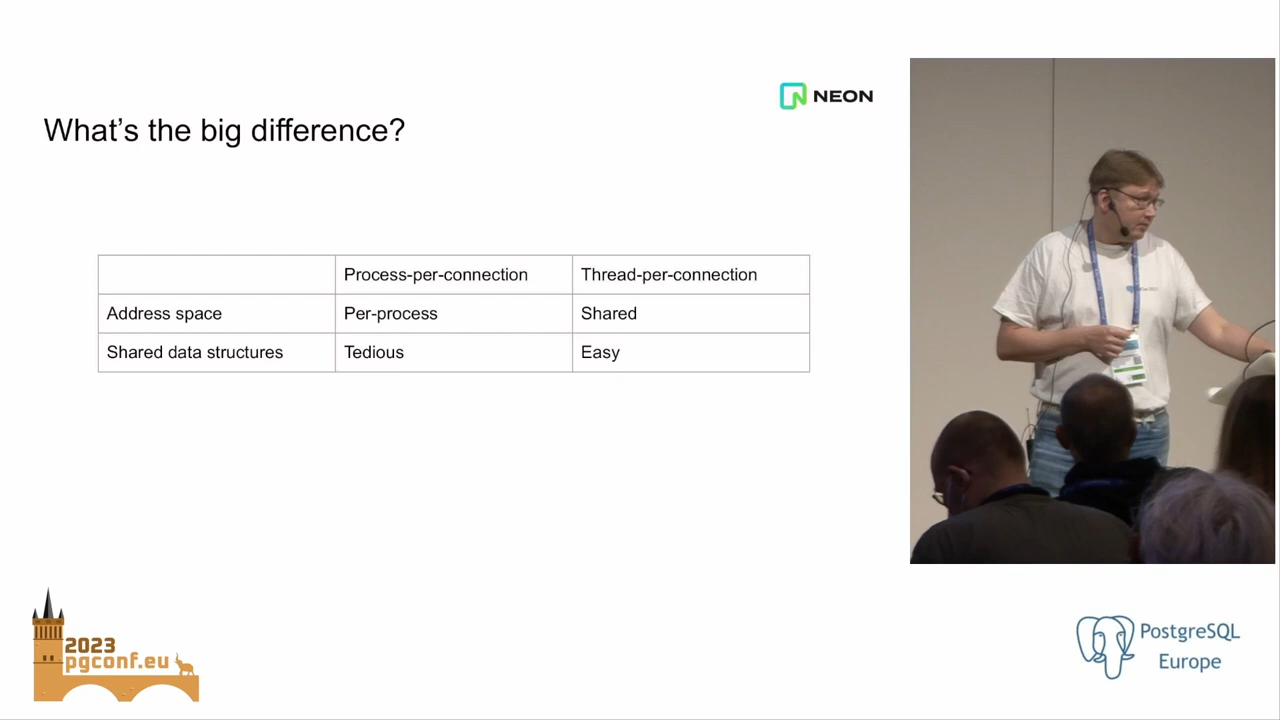 NEON
What's the big difference?
Process-per-connection Thread-per-connection
Address space Per-process Shared
Shared data structures Tedious Easy
2023
pgconf.eu
PostgreSQL
Europe